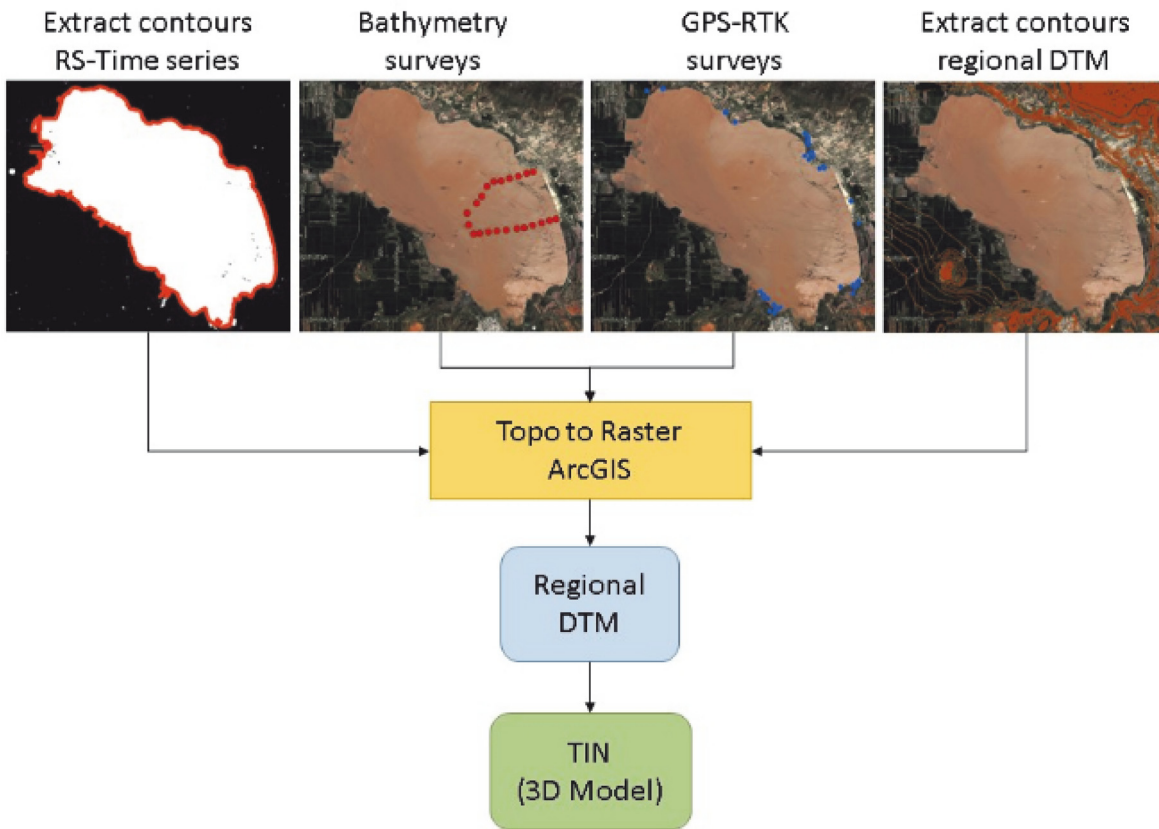 Extract contours
RS-Time series
Bathymetry
surveys
GPS-RTK
surveys
Extract contours
regional DTM
Topo to Raster
ArcGIS
Regional
DTM
TIN
(3D Model)